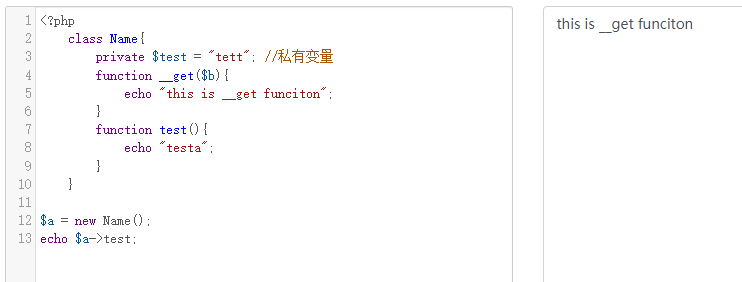 1 <?php
2 class Name{
3 private $test = "tett"; //私有变量
4 function __get($b){
5 echo "this is __get funciton";
6 }
7 function test(){
8 echo "testa";
9 }
10 }
11
12 $a = new Name();
13 echo $a->test;
this is __get funciton